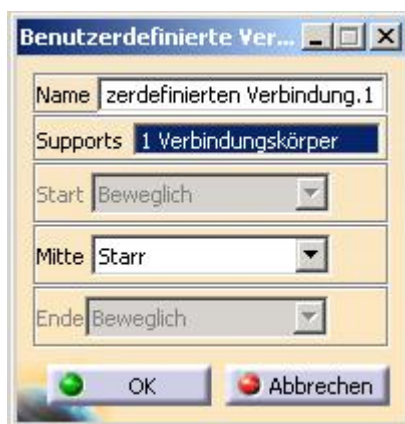 Benutzerdefinierte Ver...
Name zerdefinierten Verbindung.1
Supports 1 Verbindungskörper
Start Beweglich
Mitte Starr
Ende Beweglich
OK Abbrechen